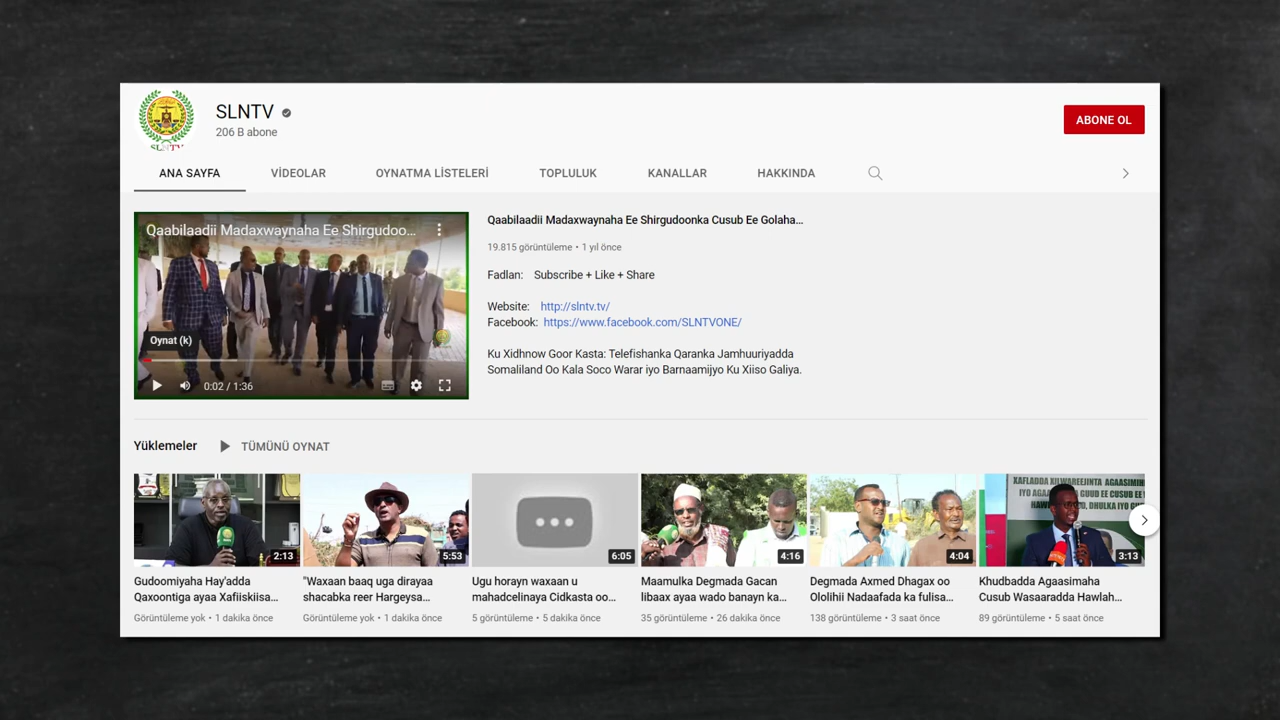 SLNTV
206 B abone
ABONE OL
SLNTV
ANA SAYFA
VİDEOLAR
OYNATMA LİSTELERİ
TOPLULUK
KANALLAR
HAKKINDA
Qaabilaadii Madaxwaynaha Ee Shirgudoo...
Oynat (k)
0:02 / 1:36
Qaabilaadii Madaxwaynaha Ee Shirgudoonka Cusub Ee Golaha...
19.815 görüntüleme • 1 yıl önce
Fadlan: Subscribe + Like + Share
Website: http://slntv.tv/
Facebook: https://www.facebook.com/SLNTVONE/
Ku Xidhnow Goor Kasta: Telefishanka Qaranka Jamhuuriyadda
Somaliland Oo Kala Soco Warar iyo Barnaamijyo Ku Xiiso Galiya.
Yüklemeler
TÜMÜNÜ OYNAT
2:13
Gudoomiyaha Hay'adda
Qaxoontiga ayaa Xafiiskiisa...
Görüntüleme yok • 1 dakika önce
5:53
"Waxaan baaq uga dirayaa
shacabka reer Hargeysa...
Görüntüleme yok • 1 dakika önce
6:05
Ugu horayn waxaan u
mahadcelinaya Cidkasta oo...
5 görüntüleme • 5 dakika önce
4:16
Maamulka Degmada Gacan
libaax ayaa wado banayn ka...
35 görüntüleme • 26 dakika önce
4:04
Degmada Axmed Dhagax oo
Ololihii Nadaafada ka fulisa...
138 görüntüleme • 3 saat önce
XAFLADDA XILWAREEJINTA AGAASIMIH
3:13
Khudbadda Agaasimaha
Cusub Wasaaradda Hawlah...
89 görüntüleme • 5 saat önce